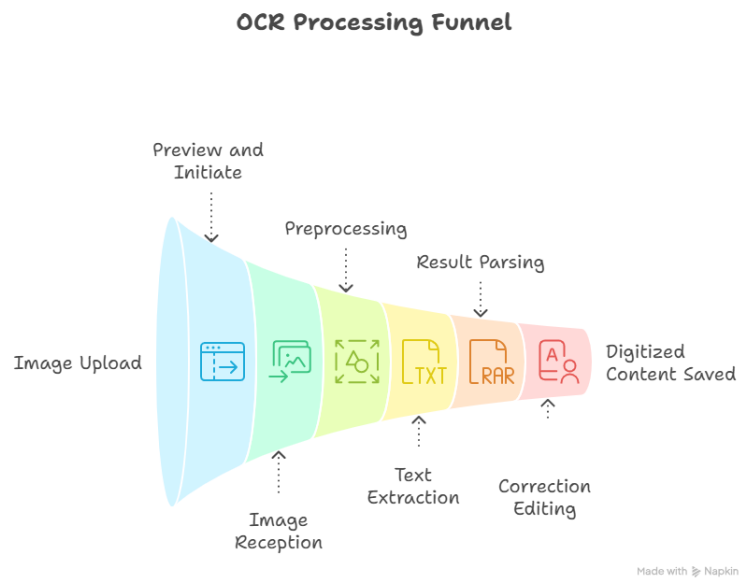 OCR Processing Funnel
Preview and
Initiate
Preprocessing
Result Parsing
Image Upload
A
TXT
RAR
Digitized
Content Saved
Text
Extraction
Correction
Editing
Image
Reception
Made with Napkin